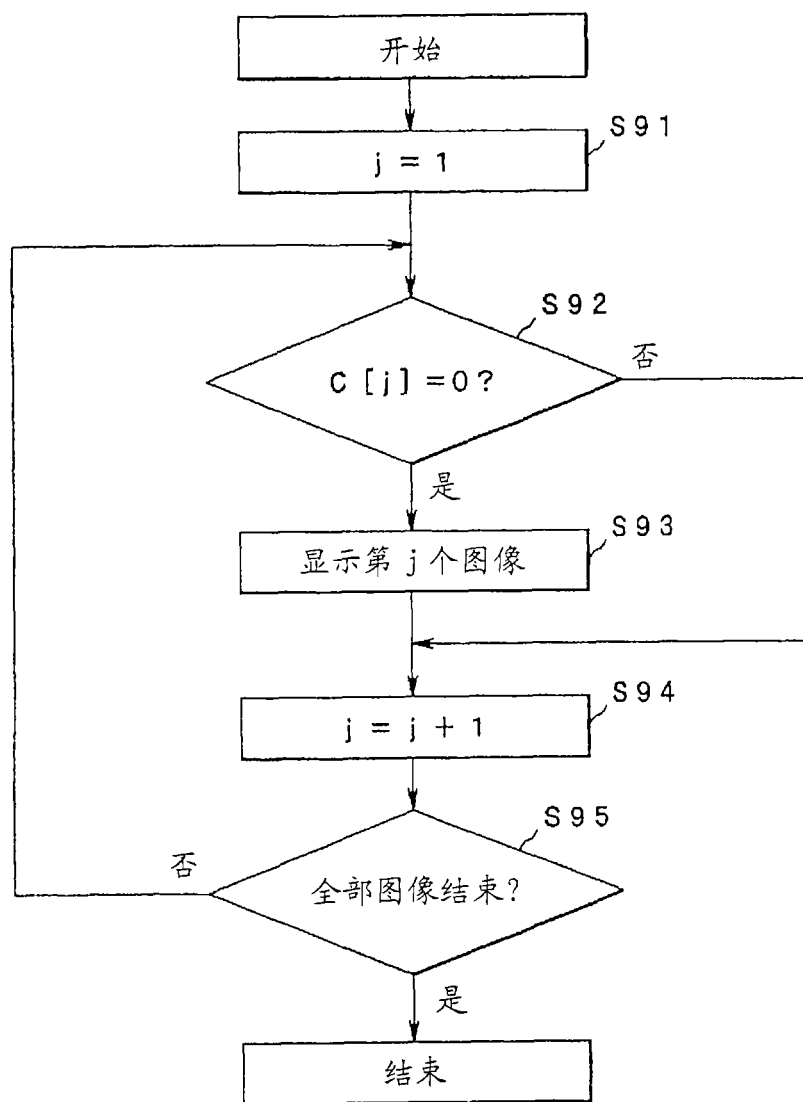 开始
S91
j = 1
S92
C [j] =0?
否
是
S93
显示第 j 个图像
S94
j = j + 1
S95
否
全部图像结束?
是
结束